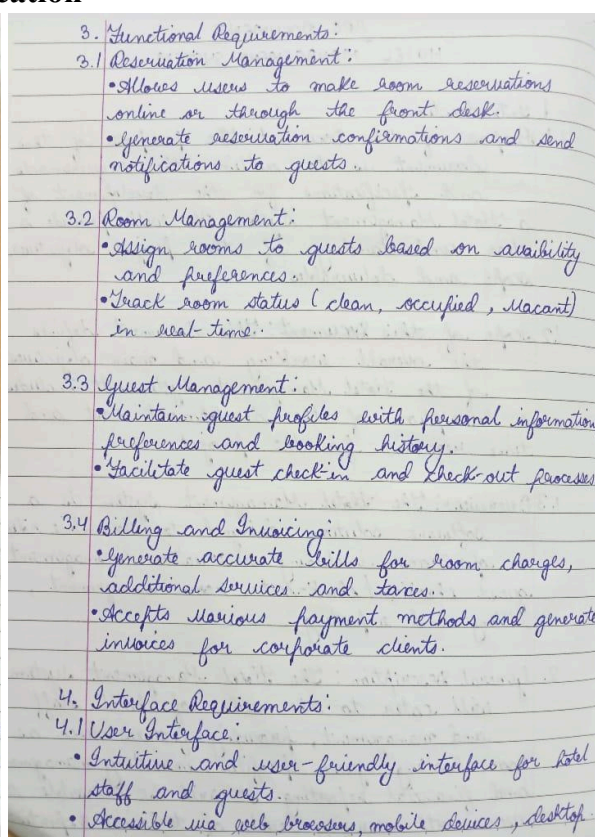 cation
3. Functional Requirements:
3.1 Reservation Management:
• Allows users to make room reservations
online or through the front desk.
• Generate reservation confirmations and send
notifications to guests.
3.2 Room Management:
• Assign rooms to guests based on avaibility
and preferences.
• Track room status (clean, occupied, Vacant)
in real-time.
3.3 Guest Management:
• Maintain guest profiles with personal information
preferences and booking history.
• Facilitate guest check-in and check-out processes
3.4 Billing and Invoicing:
• Generate accurate bills for room charges,
additional services and taxes.
• Accepts various payment methods and generate
invoices for corporate clients.
4. Interface Requirements:
4.1 User Interface:
• Intuitive and user-friendly interface for hotel
staff and guests.
• Accessible via web browsers, mobile devices, desktop.